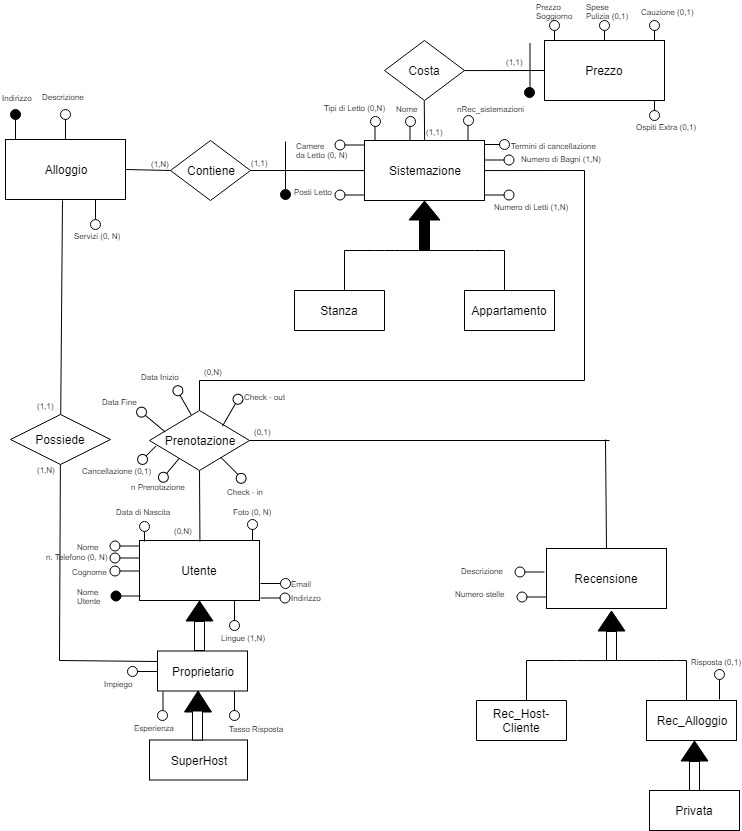 Prezzo
Soggiorno
Spese
Pulizia (0,1)
Cauzione (0,1)
Costa
(1,1)
Prezzo
Ospiti Extra (0,1)
Indirizzo
Descrizione
Tipi di Letto (0,N)
Nome
nRec_sistemazioni
(1,1)
Alloggio
(1,N)
Contiene
(1,1)
Camere
da Letto (0, N)
Posti Letto
Sistemazione
Termini di cancellazione
Numero di Bagni (1,N)
Numero di Letti (1,N)
Servizi (0, N)
Stanza
Appartamento
(0,N)
Data Inizio
Data Fine
Check - out
(1,1)
Possiede
(1,N)
Prenotazione
(0,1)
Cancellazione (0,1)
n Prenotazione
Check - in
Data di Nascita
(0,N)
Foto (0, N)
Nome
n. Telefono (0, N)
Cognome
Nome
Utente
Utente
Email
Indirizzo
Lingue (1,N)
Descrizione
Numero stelle
Recensione
Proprietario
Impiego
Esperienza
Tasso Risposta
SuperHost
Risposta (0,1)
Rec_Host-
Cliente
Rec_Alloggio
Privata